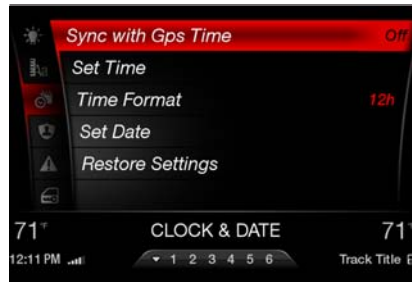 Sync with Gps Time Off
Aa
Set Time
Time Format 12h
Set Date
Restore Settings
71°F CLOCK & DATE 71°
12:11 PM 1 2 3 4 5 6 Track Title